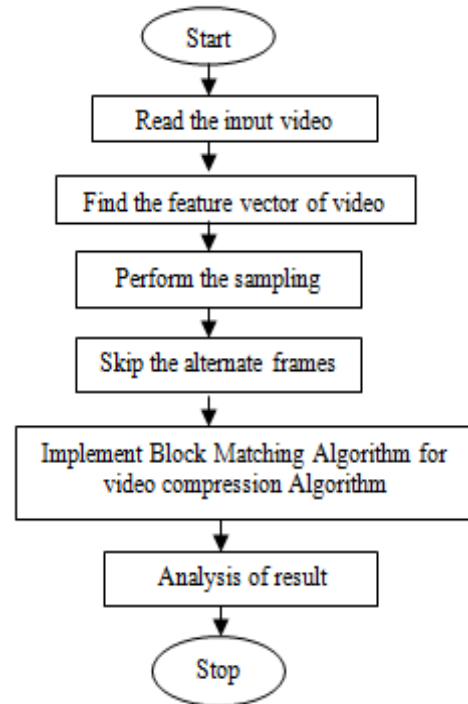 Start
Read the input video
Find the feature vector of video
Perform the sampling
Skip the alternate frames
Implement Block Matching Algorithm for
video compression Algorithm
Analysis of result
Stop